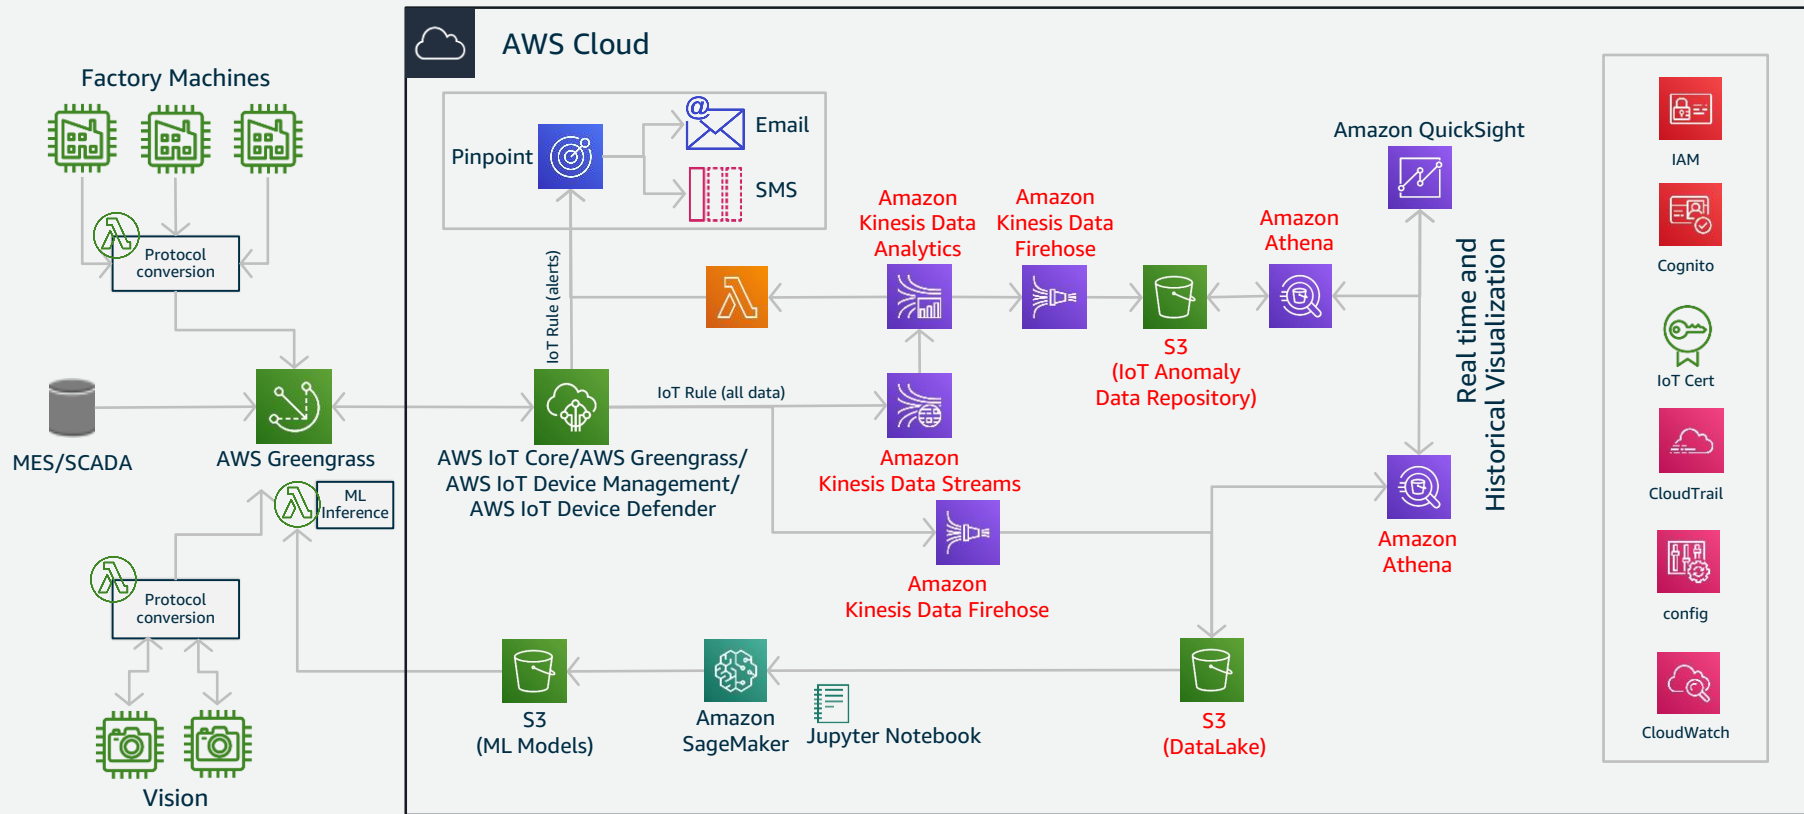 AWS Cloud
Factory Machines
Protocol
conversion
MES/SCADA
AWS Greengrass
ML
Inference
Protocol
conversion
Vision
Pinpoint
@
Email
SMS
IoT Rule (alerts)
IoT Rule (all data)
AWS IoT Core/AWS Greengrass/
AWS IoT Device Management/
AWS IoT Device Defender
Amazon
Kinesis Data
Analytics
Amazon
Kinesis Data
Firehose
Amazon
Athena
Amazon QuickSight
S3
(IoT Anomaly
Data Repository)
Real time and
Historical Visualization
Amazon
Kinesis Data Streams
Amazon
Kinesis Data Firehose
Amazon
Athena
S3
(ML Models)
Amazon
SageMaker
Jupyter Notebook
S3
(DataLake)
IAM
Cognito
IoT Cert
CloudTrail
config
CloudWatch